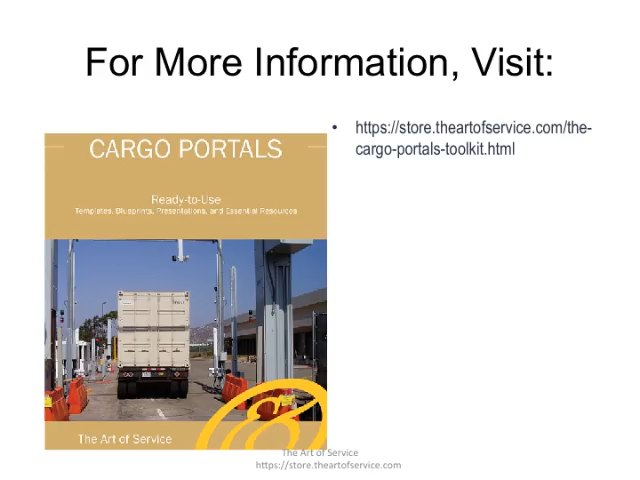 For More Information, Visit:
• https://store.theartofservice.com/the-
cargo-portals-toolkit.html
CARGO PORTALS
Ready-to-Use
Templates, Blueprints, Presentations, and Essential Resources
The Art of Service
The Art of Service
https://store.theartofservice.com